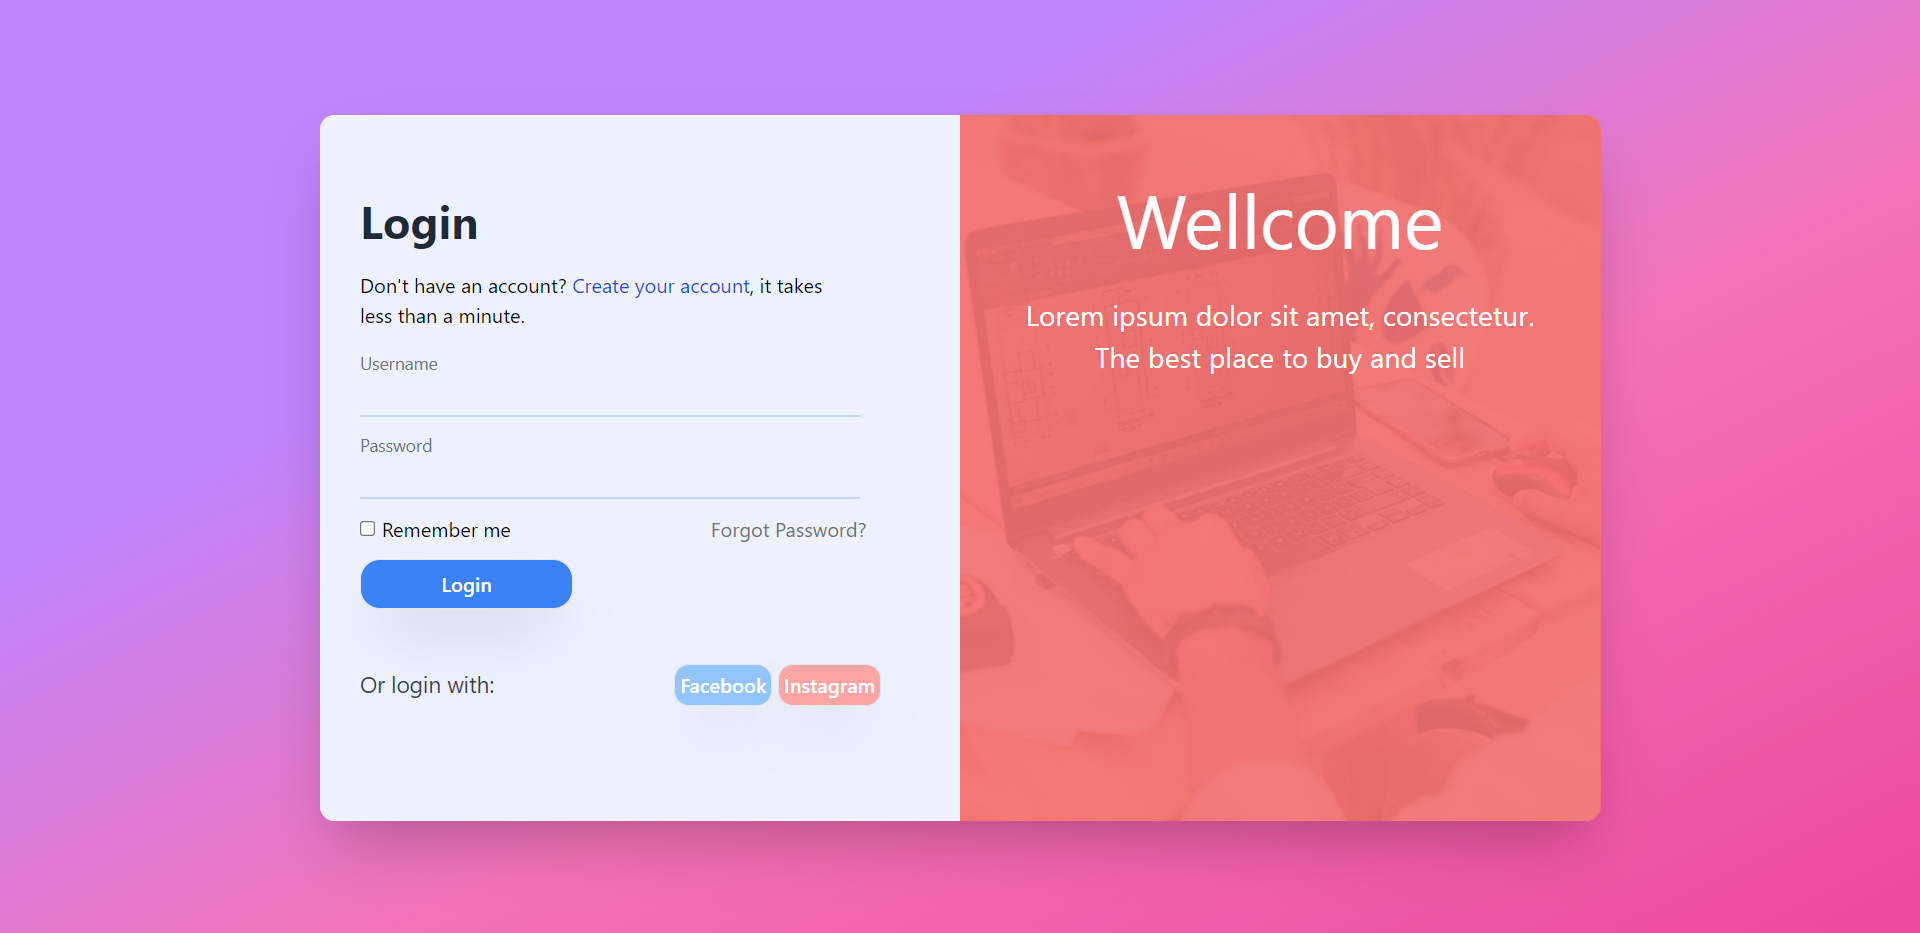 Login
Don't have an account? Create your account, it takes
less than a minute.
Username
Password
Remember me
Forgot Password?
Login
Or login with:
Facebook
Instagram
Wellcome
Lorem ipsum dolor sit amet, consectetur.
The best place to buy and sell